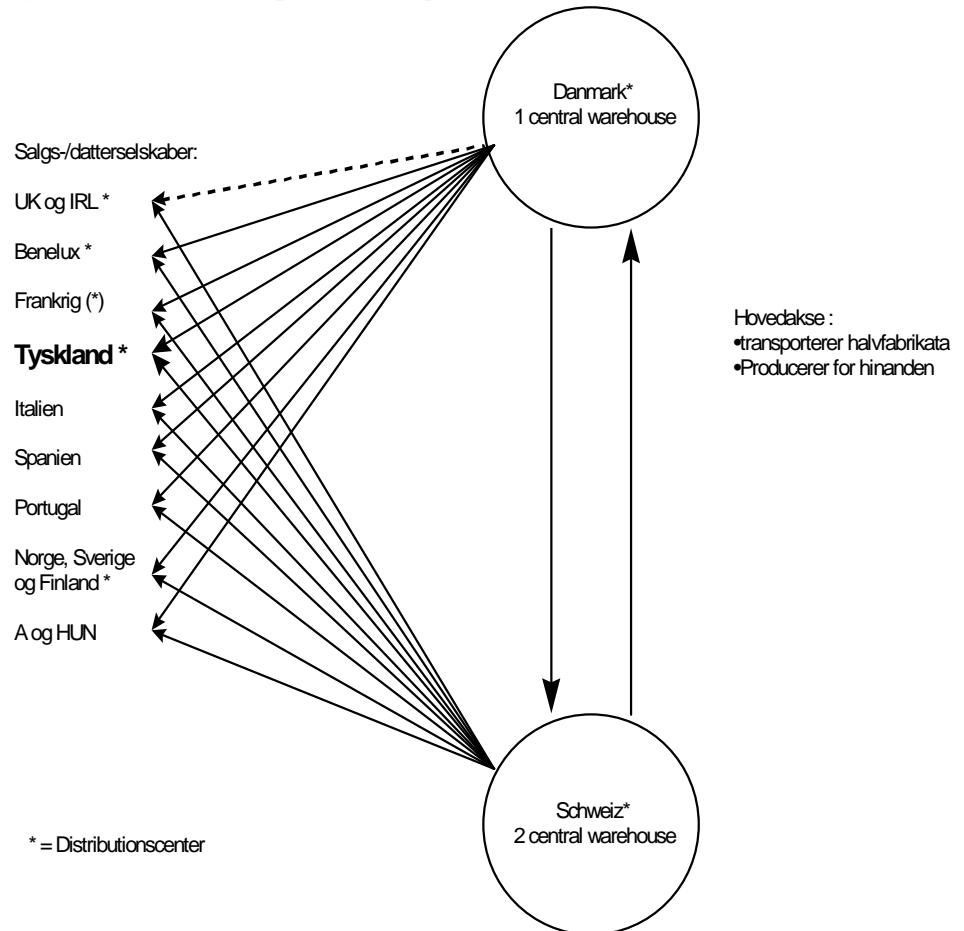 Danmark*
1 central warehouse
Salgs-/datterselskaber:
UK og IRL *
Benelux *
Frankrig (*)
Tyskland *
Italien
Spanien
Portugal
Norge, Sverige
og Finland *
A og HUN
Hovedakse :
•transporterer halvfabrikata
•Producerer for hinanden
Schweiz*
2 central warehouse
* = Distributionscenter